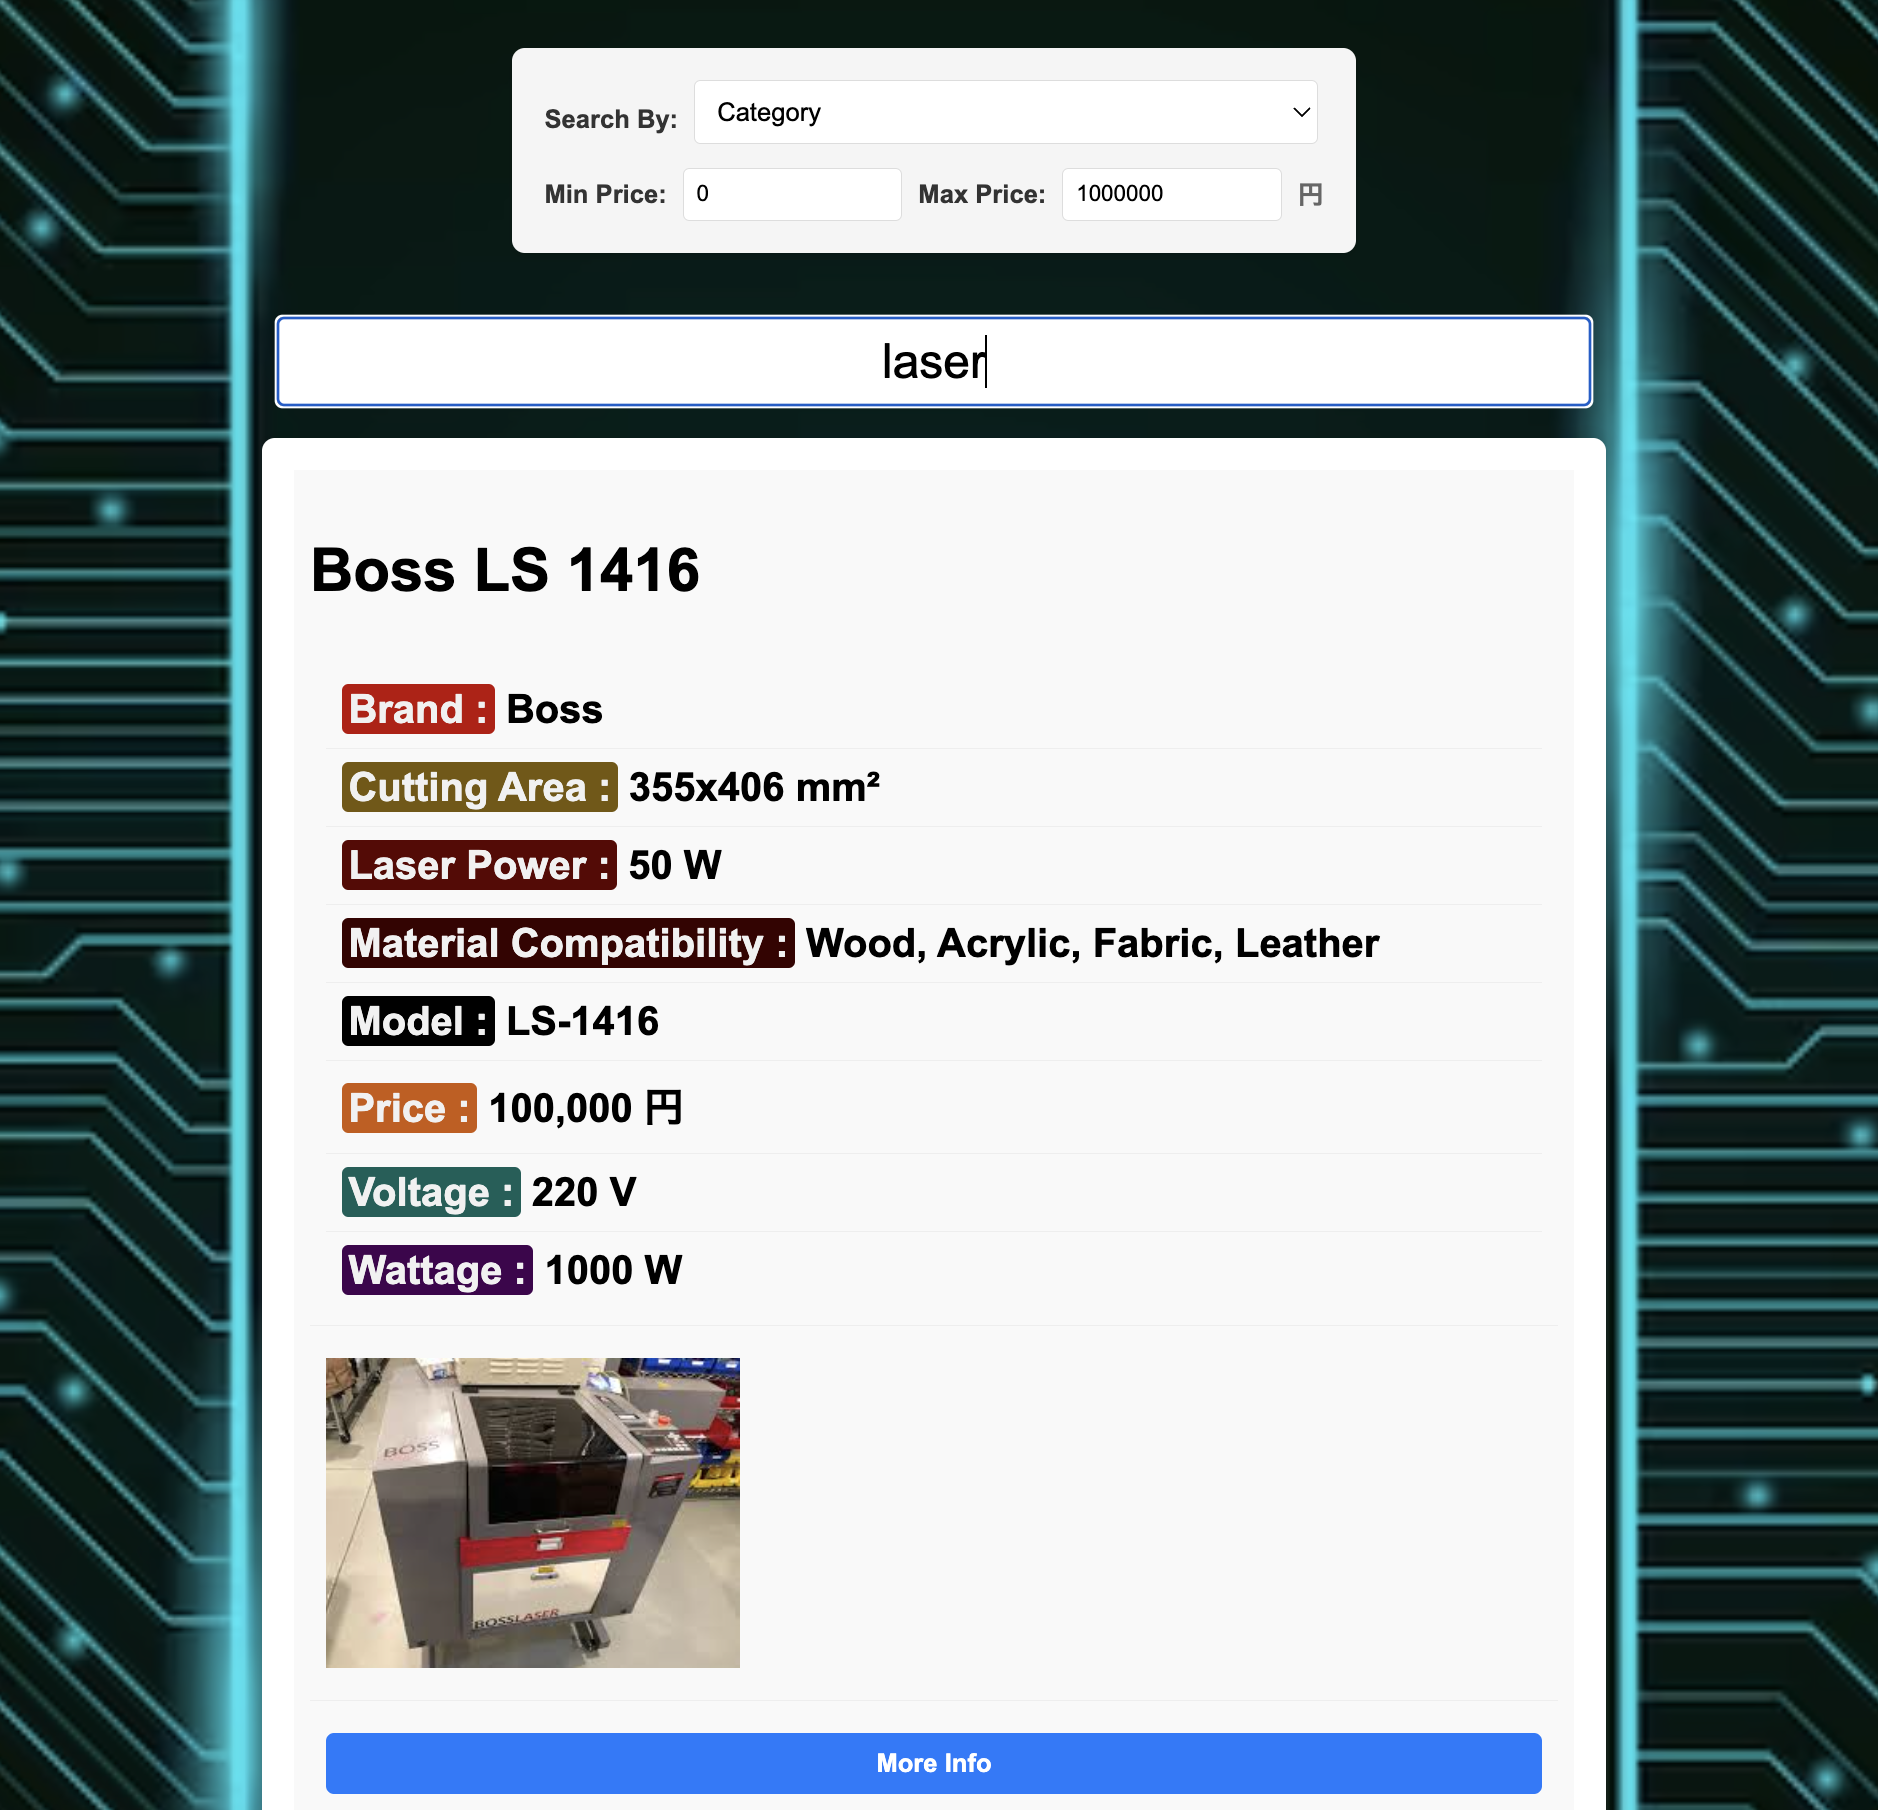 Search By: Category
Min Price: 0 Max Price: 1000000 円
laser
Boss LS 1416
Brand : Boss
Cutting Area : 355x406 mm²
Laser Power : 50 W
Material Compatibility : Wood, Acrylic, Fabric, Leather
Model : LS-1416
Price : 100,000 円
Voltage : 220 V
Wattage : 1000 W
BOSS
BOSSLASER
More Info